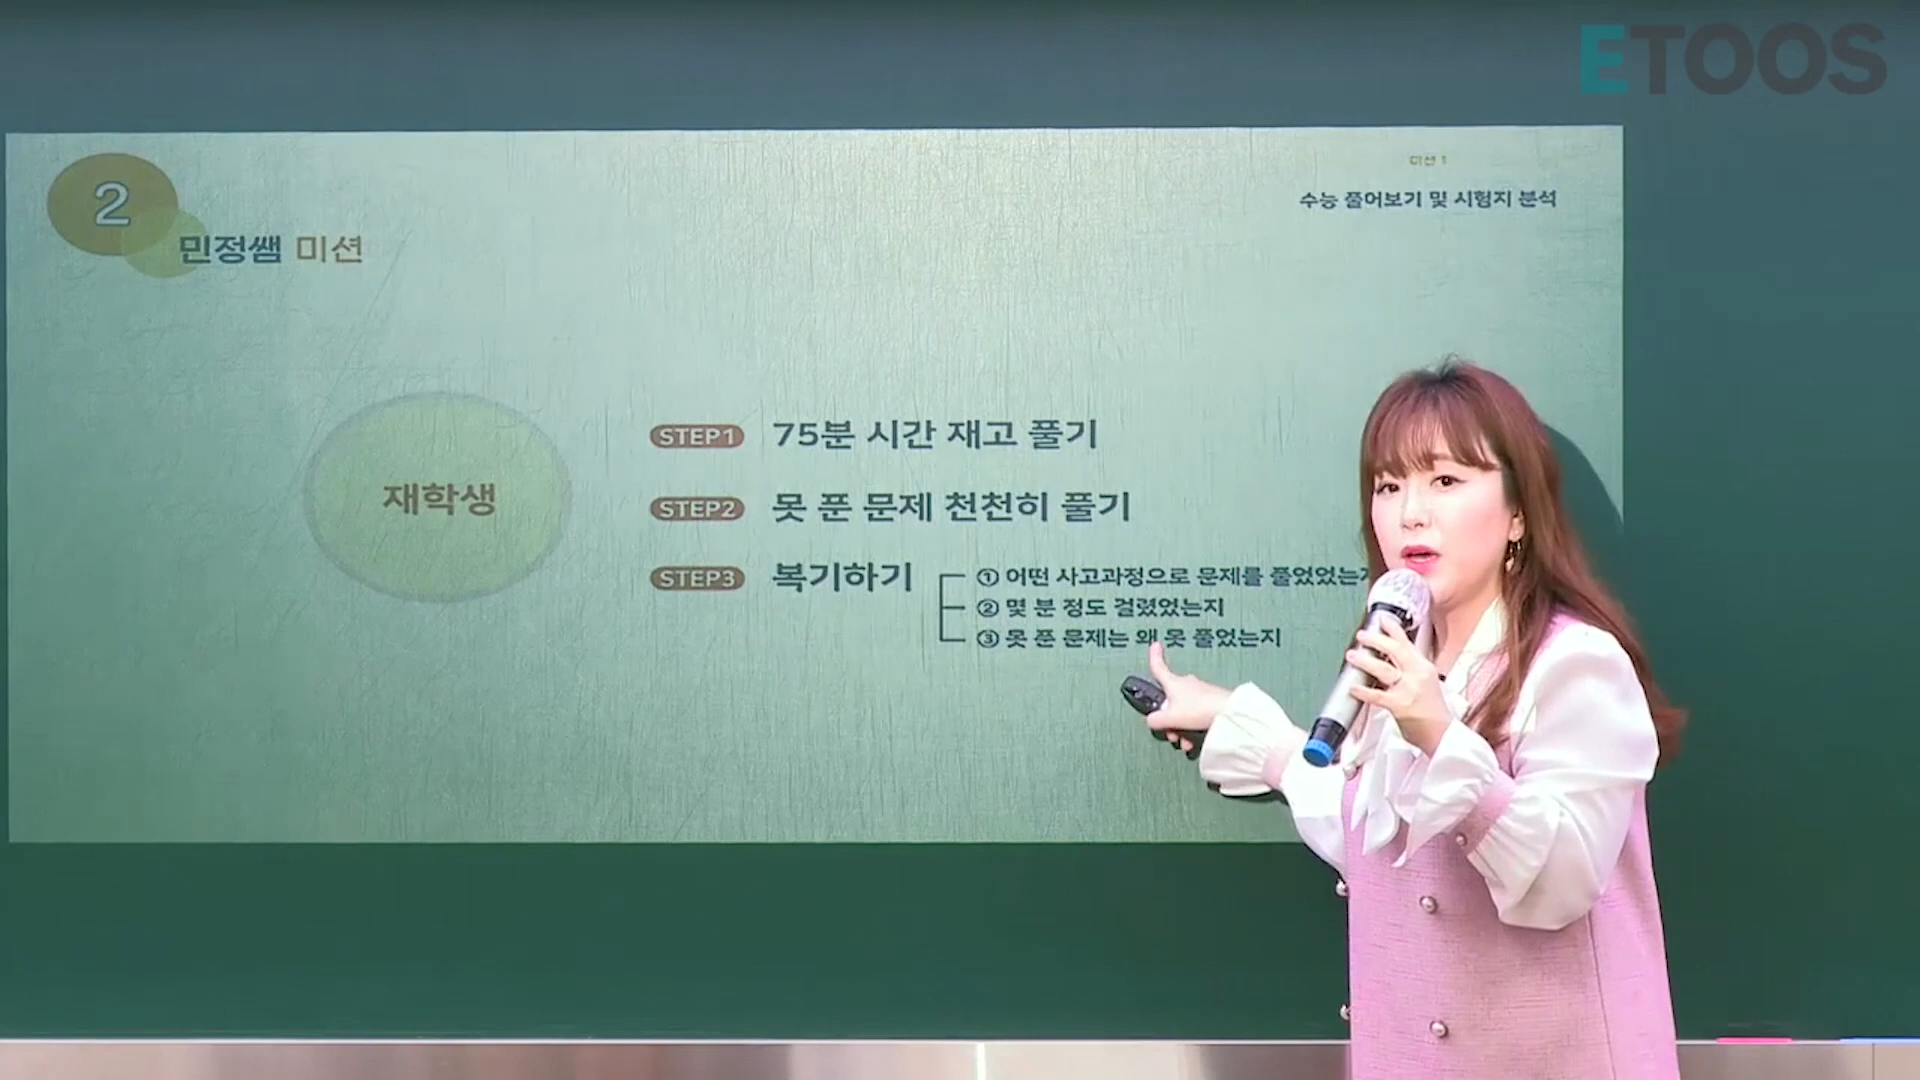 ETOOS
미션 1
수능 풀어보기 및 시험지 분석
2
민정쌤 미션
재학생
STEP1 75분 시간 재고 풀기
STEP2 못 푼 문제 천천히 풀기
STEP3 복기하기
① 어떤 사고과정으로 문제를 풀었었는지
② 몇 분 정도 걸렸었는지
③ 못 푼 문제는 왜 못 풀었는지